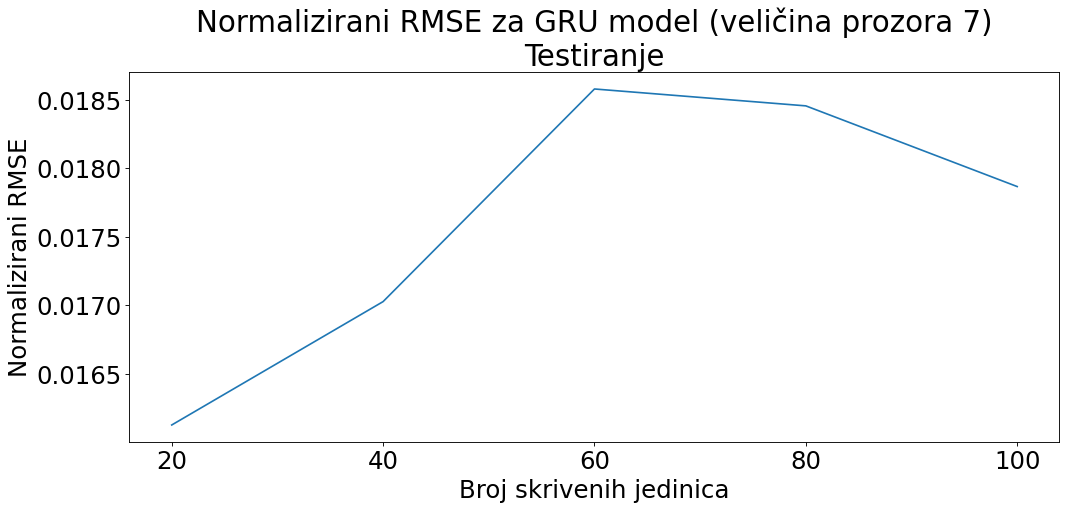 Normalizirani RMSE za GRU model (veličina prozora 7)
Testiranje
Normalizirani RMSE
0.0185
0.0180
0.0175
0.0170
0.0165
20 40 60 80 100
Broj skrivenih jedinica